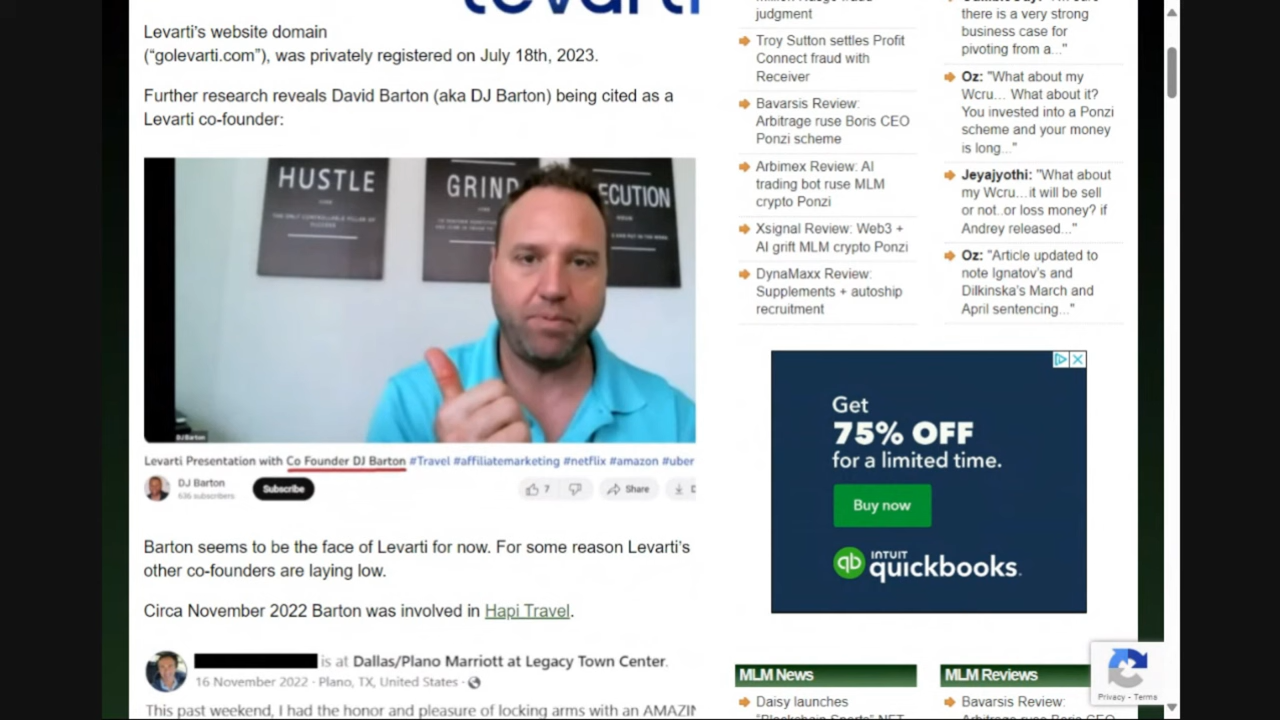 levarti
Levarti's website domain
(“golevarti.com”), was privately registered on July 18th, 2023.
Further research reveals David Barton (aka DJ Barton) being cited as a
Levarti co-founder:
HUSTLE
GRIND
ECUTION
DJ Barton
Levarti Presentation with Co Founder DJ Barton #Travel #affiliatemarketing #netflix #amazon #uber
DJ Barton
636 subscribers
Subscribe
7
Share
Barton seems to be the face of Levarti for now. For some reason Levarti's
other co-founders are laying low.
Circa November 2022 Barton was involved in Hapi Travel.
is at Dallas/Plano Marriott at Legacy Town Center.
16 November 2022 · Plano, TX, United States ·
This past weekend, I had the honor and pleasure of locking arms with an AMAZIN
judgment
Troy Sutton settles Profit
Connect fraud with
Receiver
Bavarsis Review:
Arbitrage ruse Boris CEO
Ponzi scheme
Arbimex Review: AI
trading bot ruse MLM
crypto Ponzi
Xsignal Review: Web3 +
AI grift MLM crypto Ponzi
DynaMaxx Review:
Supplements + autoship
recruitment
there is a very strong
business case for
pivoting from a..."
Oz: "What about my
Wcru… What about it?
You invested into a Ponzi
scheme and your money
is long..."
Jeyajyothi: "What about
my Wcru…it will be sell
or not..or loss money? if
Andrey released..."
Oz: "Article updated to
note Ignatov's and
Dilkinska's March and
April sentencing..."
Get
75% OFF
for a limited time.
Buy now
qb INTUIT
quickbooks.
MLM News
Daisy launches
MLM Reviews
Bavarsis Review:
Privacy - Terms